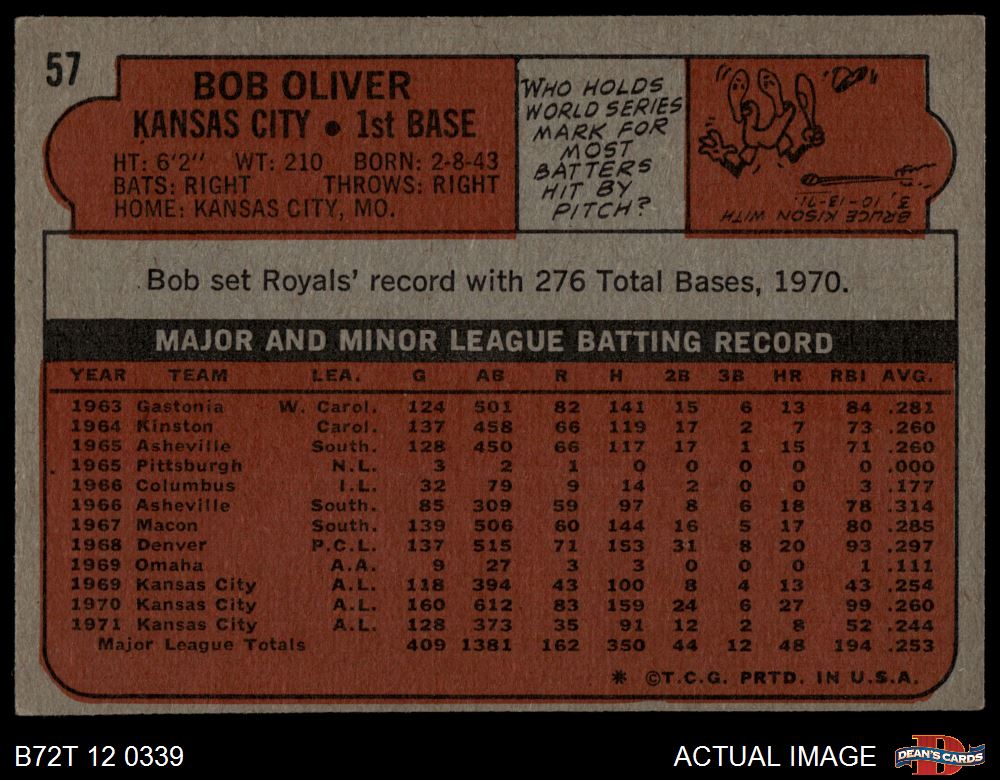 57
BOB OLIVER
KANSAS CITY • 1st BASE
HT: 6'2" WT: 210 BORN: 2-8-43
BATS: RIGHT THROWS: RIGHT
HOME: KANSAS CITY, MO.
WHO HOLDS
WORLD SERIES
MARK FOR
MOST
BATTERS
HIT BY
PITCH?
BRUCE KISON WITH
3, 10-13-71.
Bob set Royals' record with 276 Total Bases, 1970.
MAJOR AND MINOR LEAGUE BATTING RECORD
YEAR TEAM LEA. G AB R H 2B 3B HR RBI AVG.
1963 Gastonia W. Carol. 124 501 82 141 15 6 13 84 .281
1964 Kinston Carol. 137 458 66 119 17 2 7 73 .260
1965 Asheville South. 128 450 66 117 17 1 15 71 .260
1965 Pittsburgh N.L. 3 2 1 0 0 0 0 0 .000
1966 Columbus I.L. 32 79 9 14 2 0 0 3 .177
1966 Asheville South. 85 309 59 97 8 6 18 78 .314
1967 Macon South. 139 506 60 144 16 5 17 80 .285
1968 Denver P.C.L. 137 515 71 153 31 8 20 93 .297
1969 Omaha A.A. 9 27 3 3 0 0 0 1 .111
1969 Kansas City A.L. 118 394 43 100 8 4 13 43 .254
1970 Kansas City A.L. 160 612 83 159 24 6 27 99 .260
1971 Kansas City A.L. 128 373 35 91 12 2 8 52 .244
Major League Totals 409 1381 162 350 44 12 48 194 .253
* ©T.C.G. PRTD. IN U.S.A.
B72T 12 0339
ACTUAL IMAGE
D
DEAN'S CARDS